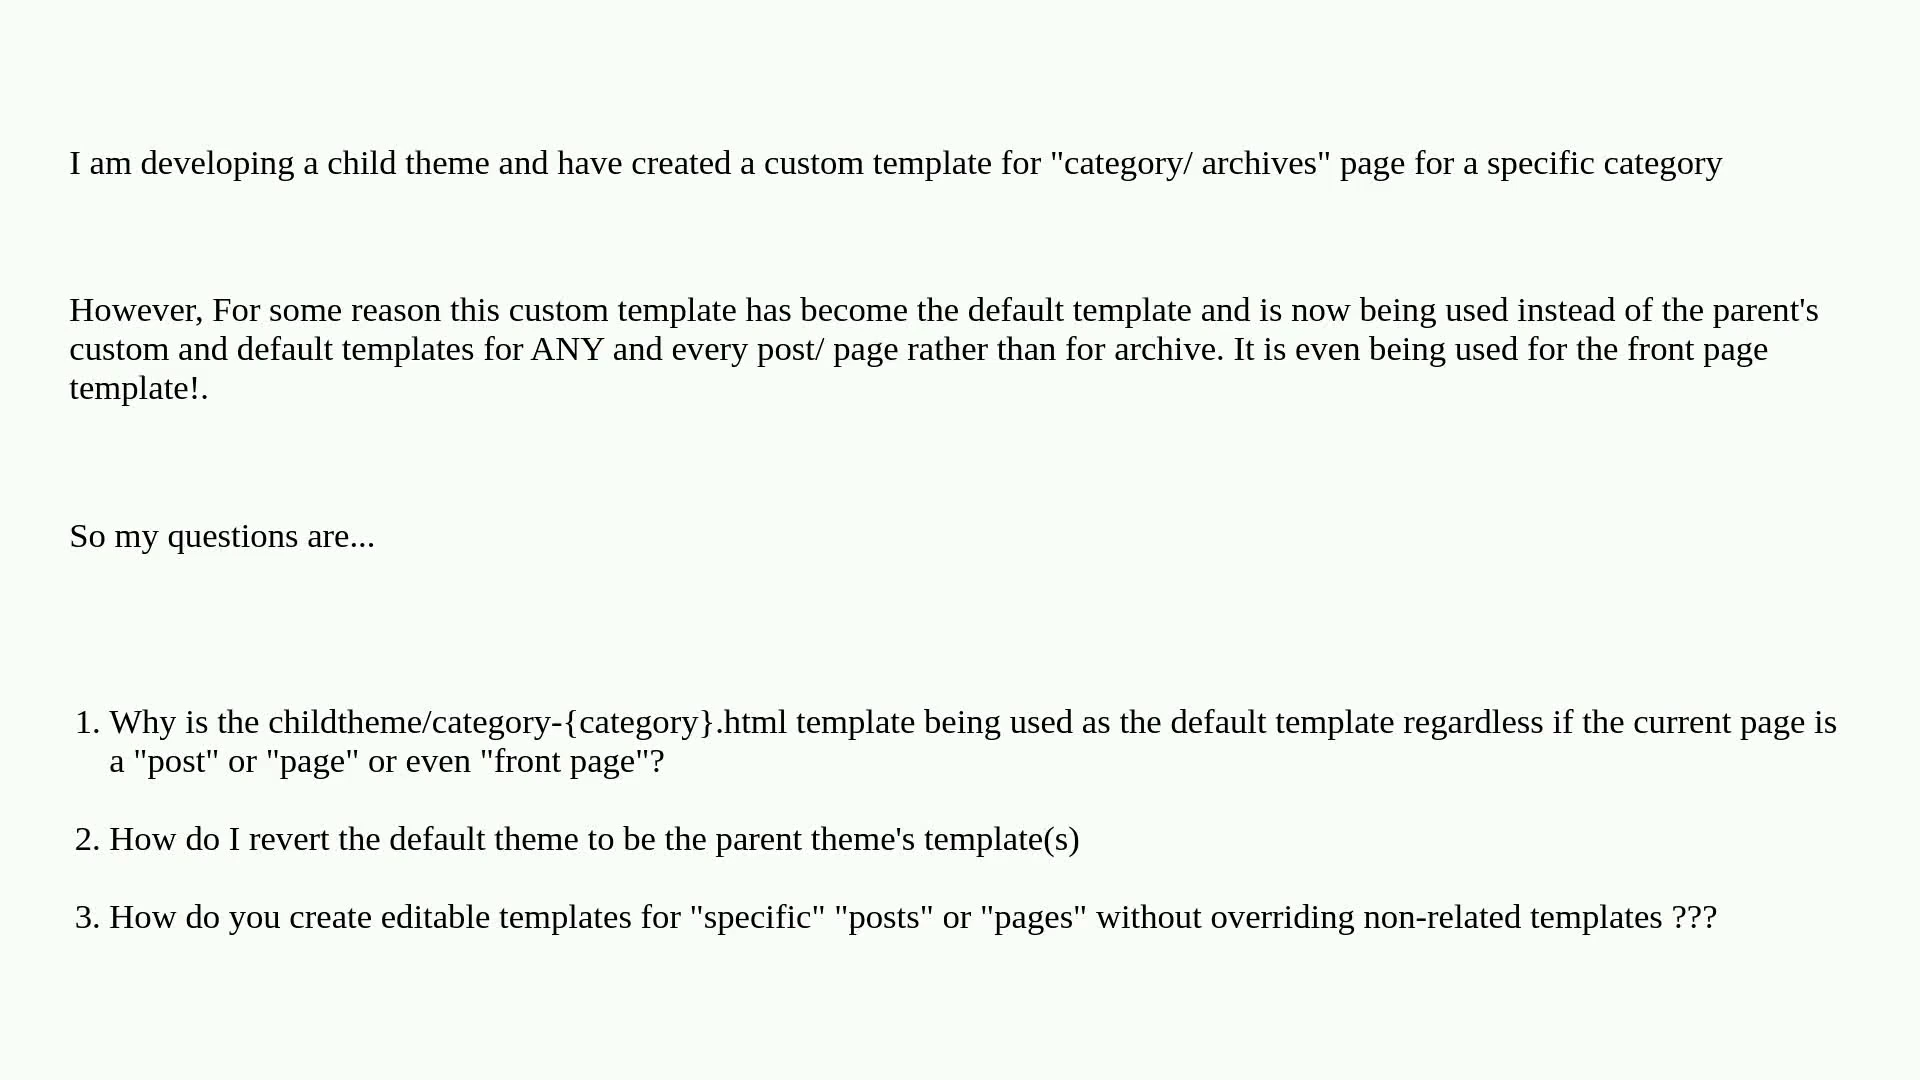 I am developing a child theme and have created a custom template for "category/ archives" page for a specific category
However, For some reason this custom template has become the default template and is now being used instead of the parent's
custom and default templates for ANY and every post/ page rather than for archive. It is even being used for the front page
template!.
So my questions are...
1. Why is the childtheme/category-{category}.html template being used as the default template regardless if the current page is
a "post" or "page" or even "front page"?
2. How do I revert the default theme to be the parent theme's template(s)
3. How do you create editable templates for "specific" "posts" or "pages" without overriding non-related templates ???